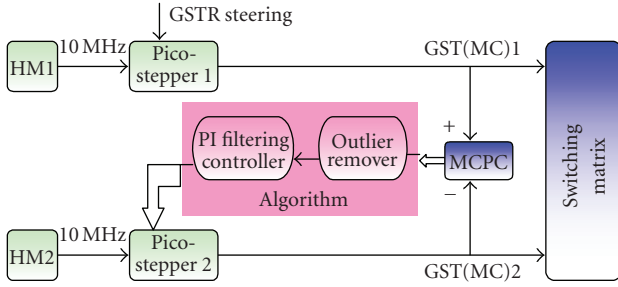 GSTR steering
10 MHz
HM1
Pico-
stepper 1
GST(MC)1
+
PI filtering
controller
Outlier
remover
MCPC
Algorithm
−
Switching
matrix
10 MHz
HM2
Pico-
stepper 2
GST(MC)2